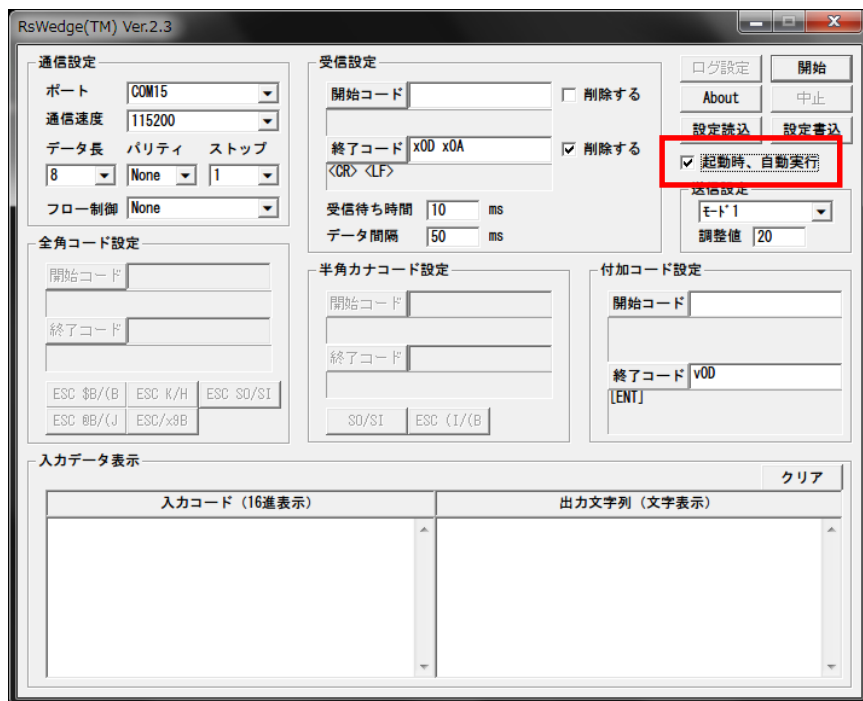 RsWedge(TM) Ver.2.3
通信設定
ポート COM15
通信速度 115200
データ長 パリティ ストップ
8 None 1
フロー制御 None
受信設定
開始コード 削除する
終了コード x0D x0A 削除する
<CR> <LF>
受信待ち時間 10 ms
データ間隔 50 ms
ログ設定 開始
About 中止
設定読込 設定書込
起動時、自動実行
送信設定
ﾓｰﾄﾞ1
調整値 20
全角コード設定
開始コード
終了コード
ESC $B/(B ESC K/H ESC SO/SI
ESC @B/(J ESC/x9B
半角カナコード設定
開始コード
終了コード
SO/SI ESC (I/(B
付加コード設定
開始コード
終了コード v0D
[ENT]
入力データ表示
クリア
入力コード（16進表示） 出力文字列（文字表示）